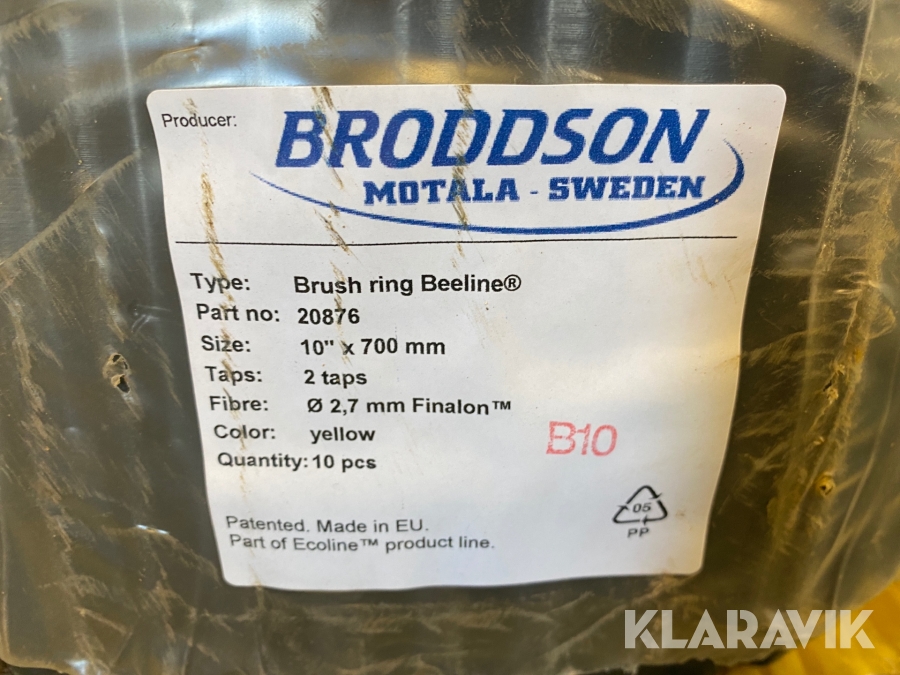 Producer:
BRODDSON
MOTALA - SWEDEN
Type: Brush ring Beeline®
Part no: 20876
Size: 10" x 700 mm
Taps: 2 taps
Fibre: Ø 2,7 mm Finalon™
Color: yellow
Quantity: 10 pcs
B10
05
PP
Patented. Made in EU.
Part of Ecoline™ product line.
KLARAVIK